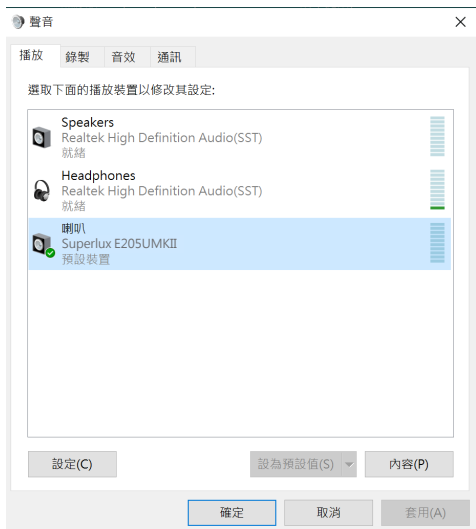 聲音
播放 錄製 音效 通訊
選取下面的播放裝置以修改其設定:
Speakers
Realtek High Definition Audio(SST)
就緒
Headphones
Realtek High Definition Audio(SST)
就緒
喇叭
Superlux E205UMKII
預設裝置
設定(C) 設為預設值(S) 內容(P)
確定 取消 套用(A)